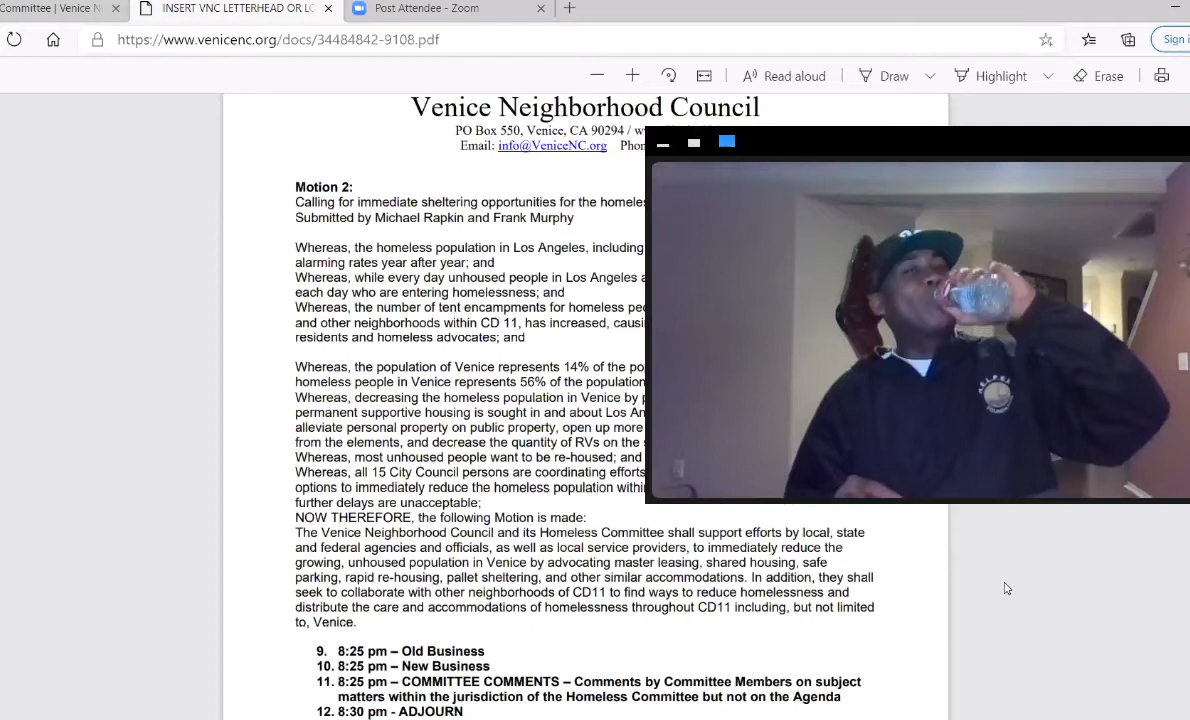 Committee | Venice N
INSERT VNC LETTERHEAD OR LO
Post Attendee - Zoom
https://www.venicenc.org/docs/34484842-9108.pdf
Sign i
Read aloud
Draw
Highlight
Erase
Venice Neighborhood Council
PO Box 550, Venice, CA 90294 / w
Email: info@VeniceNC.org Phon
Motion 2:
Calling for immediate sheltering opportunities for the homeles
Submitted by Michael Rapkin and Frank Murphy
Whereas, the homeless population in Los Angeles, including
alarming rates year after year; and
Whereas, while every day unhoused people in Los Angeles a
each day who are entering homelessness; and
Whereas, the number of tent encampments for homeless peo
and other neighborhoods within CD 11, has increased, causi
residents and homeless advocates; and
Whereas, the population of Venice represents 14% of the po
homeless people in Venice represents 56% of the population
Whereas, decreasing the homeless population in Venice by p
permanent supportive housing is sought in and about Los An
alleviate personal property on public property, open up more
from the elements, and decrease the quantity of RVs on the s
Whereas, most unhoused people want to be re-housed; and
Whereas, all 15 City Council persons are coordinating efforts
options to immediately reduce the homeless population withi
further delays are unacceptable;
NOW THEREFORE, the following Motion is made:
The Venice Neighborhood Council and its Homeless Committee shall support efforts by local, state
and federal agencies and officials, as well as local service providers, to immediately reduce the
growing, unhoused population in Venice by advocating master leasing, shared housing, safe
parking, rapid re-housing, pallet sheltering, and other similar accommodations. In addition, they shall
seek to collaborate with other neighborhoods of CD11 to find ways to reduce homelessness and
distribute the care and accommodations of homelessness throughout CD11 including, but not limited
to, Venice.
9. 8:25 pm – Old Business
10. 8:25 pm – New Business
11. 8:25 pm – COMMITTEE COMMENTS – Comments by Committee Members on subject
matters within the jurisdiction of the Homeless Committee but not on the Agenda
12. 8:30 pm - ADJOURN